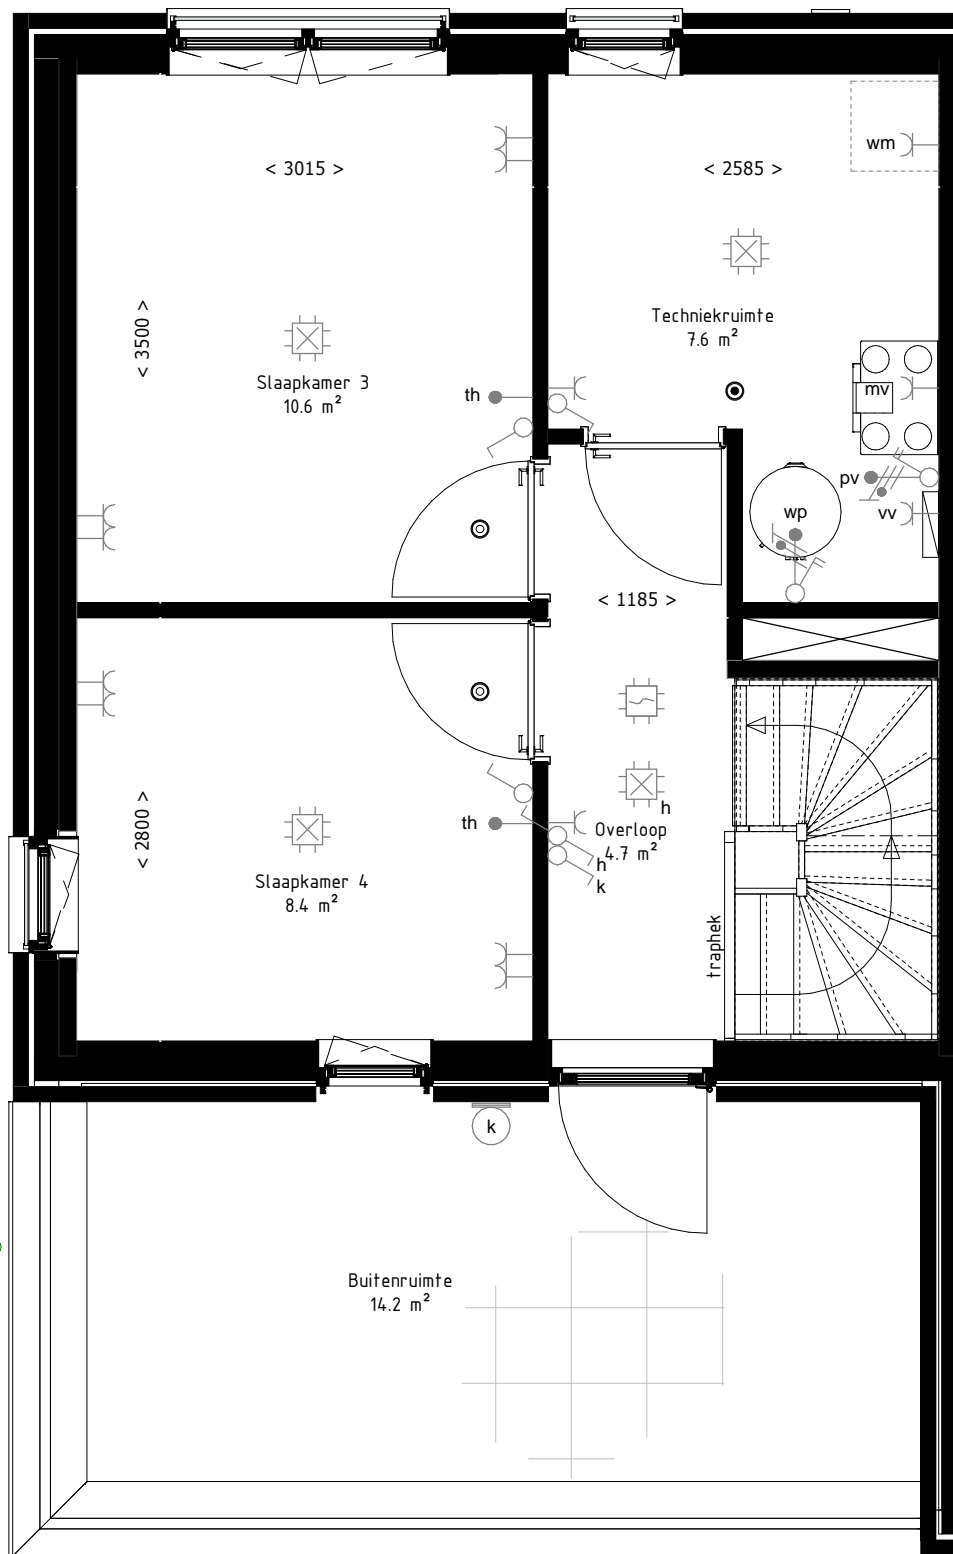 < 3015 >
< 2585 >
wm
< 3500 >
Techniekruimte
7.6 m²
Slaapkamer 3
10.6 m²
th
mv
pv
wp
vv
< 1185 >
< 2800 >
h
th
Overloop
4.7 m²
h
k
Slaapkamer 4
8.4 m²
traphek
k
Buitenruimte
14.2 m²